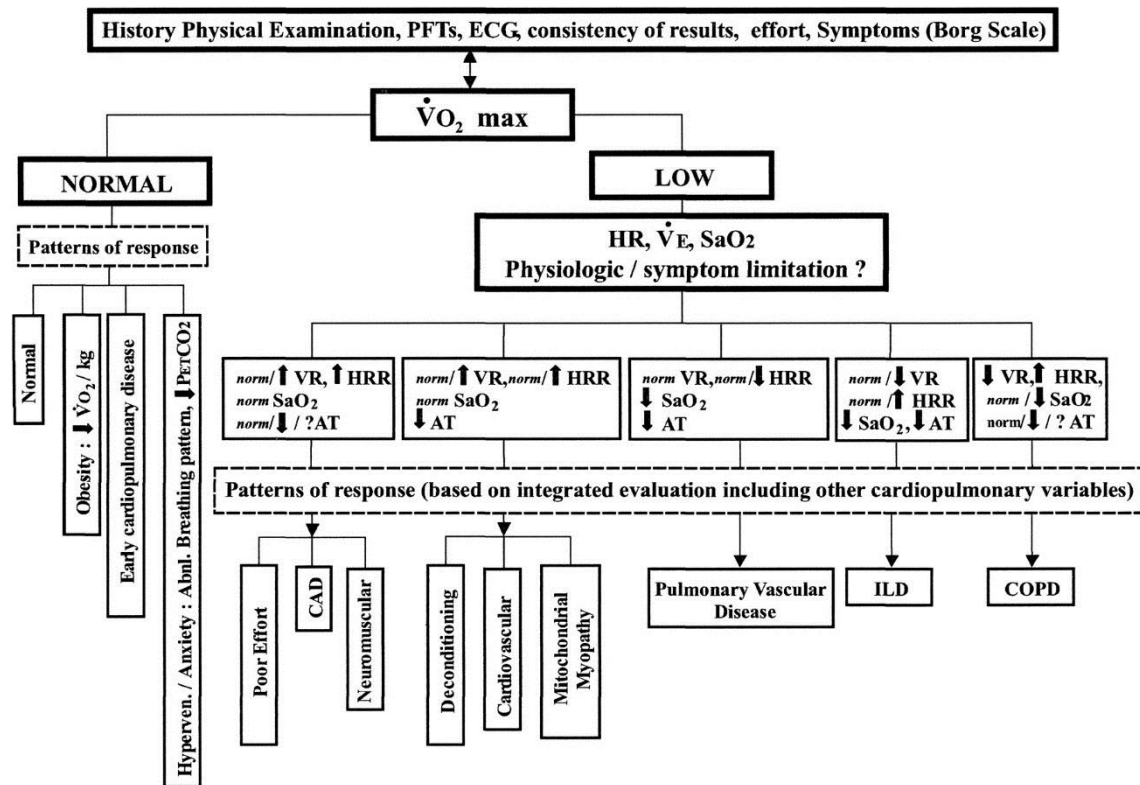 History Physical Examination, PFTs, ECG, consistency of results, effort, Symptoms (Borg Scale)
V̇O₂ max
NORMAL
LOW
Patterns of response
HR, V̇E, SaO₂
Physiologic / symptom limitation ?
Normal
Obesity : ⬇ V̇O₂ / kg
Early cardiopulmonary disease
Hyperven. / Anxiety : Abnl. Breathing pattern, ⬇ PETCO2
norm/⬆ VR, ⬆ HRR
norm SaO₂
norm/⬇ / ?AT
norm/⬆ VR, norm/⬆ HRR
norm SaO₂
⬇ AT
norm VR, norm/⬇ HRR
⬇ SaO₂
⬇ AT
norm/⬇ VR
norm/⬆ HRR
⬇ SaO₂, ⬇ AT
⬇ VR, ⬆ HRR,
norm/⬇ SaO₂
norm/⬇ / ? AT
Patterns of response (based on integrated evaluation including other cardiopulmonary variables)
Poor Effort
CAD
Neuromuscular
Deconditioning
Cardiovascular
Mitochondrial
Myopathy
Pulmonary Vascular
Disease
ILD
COPD